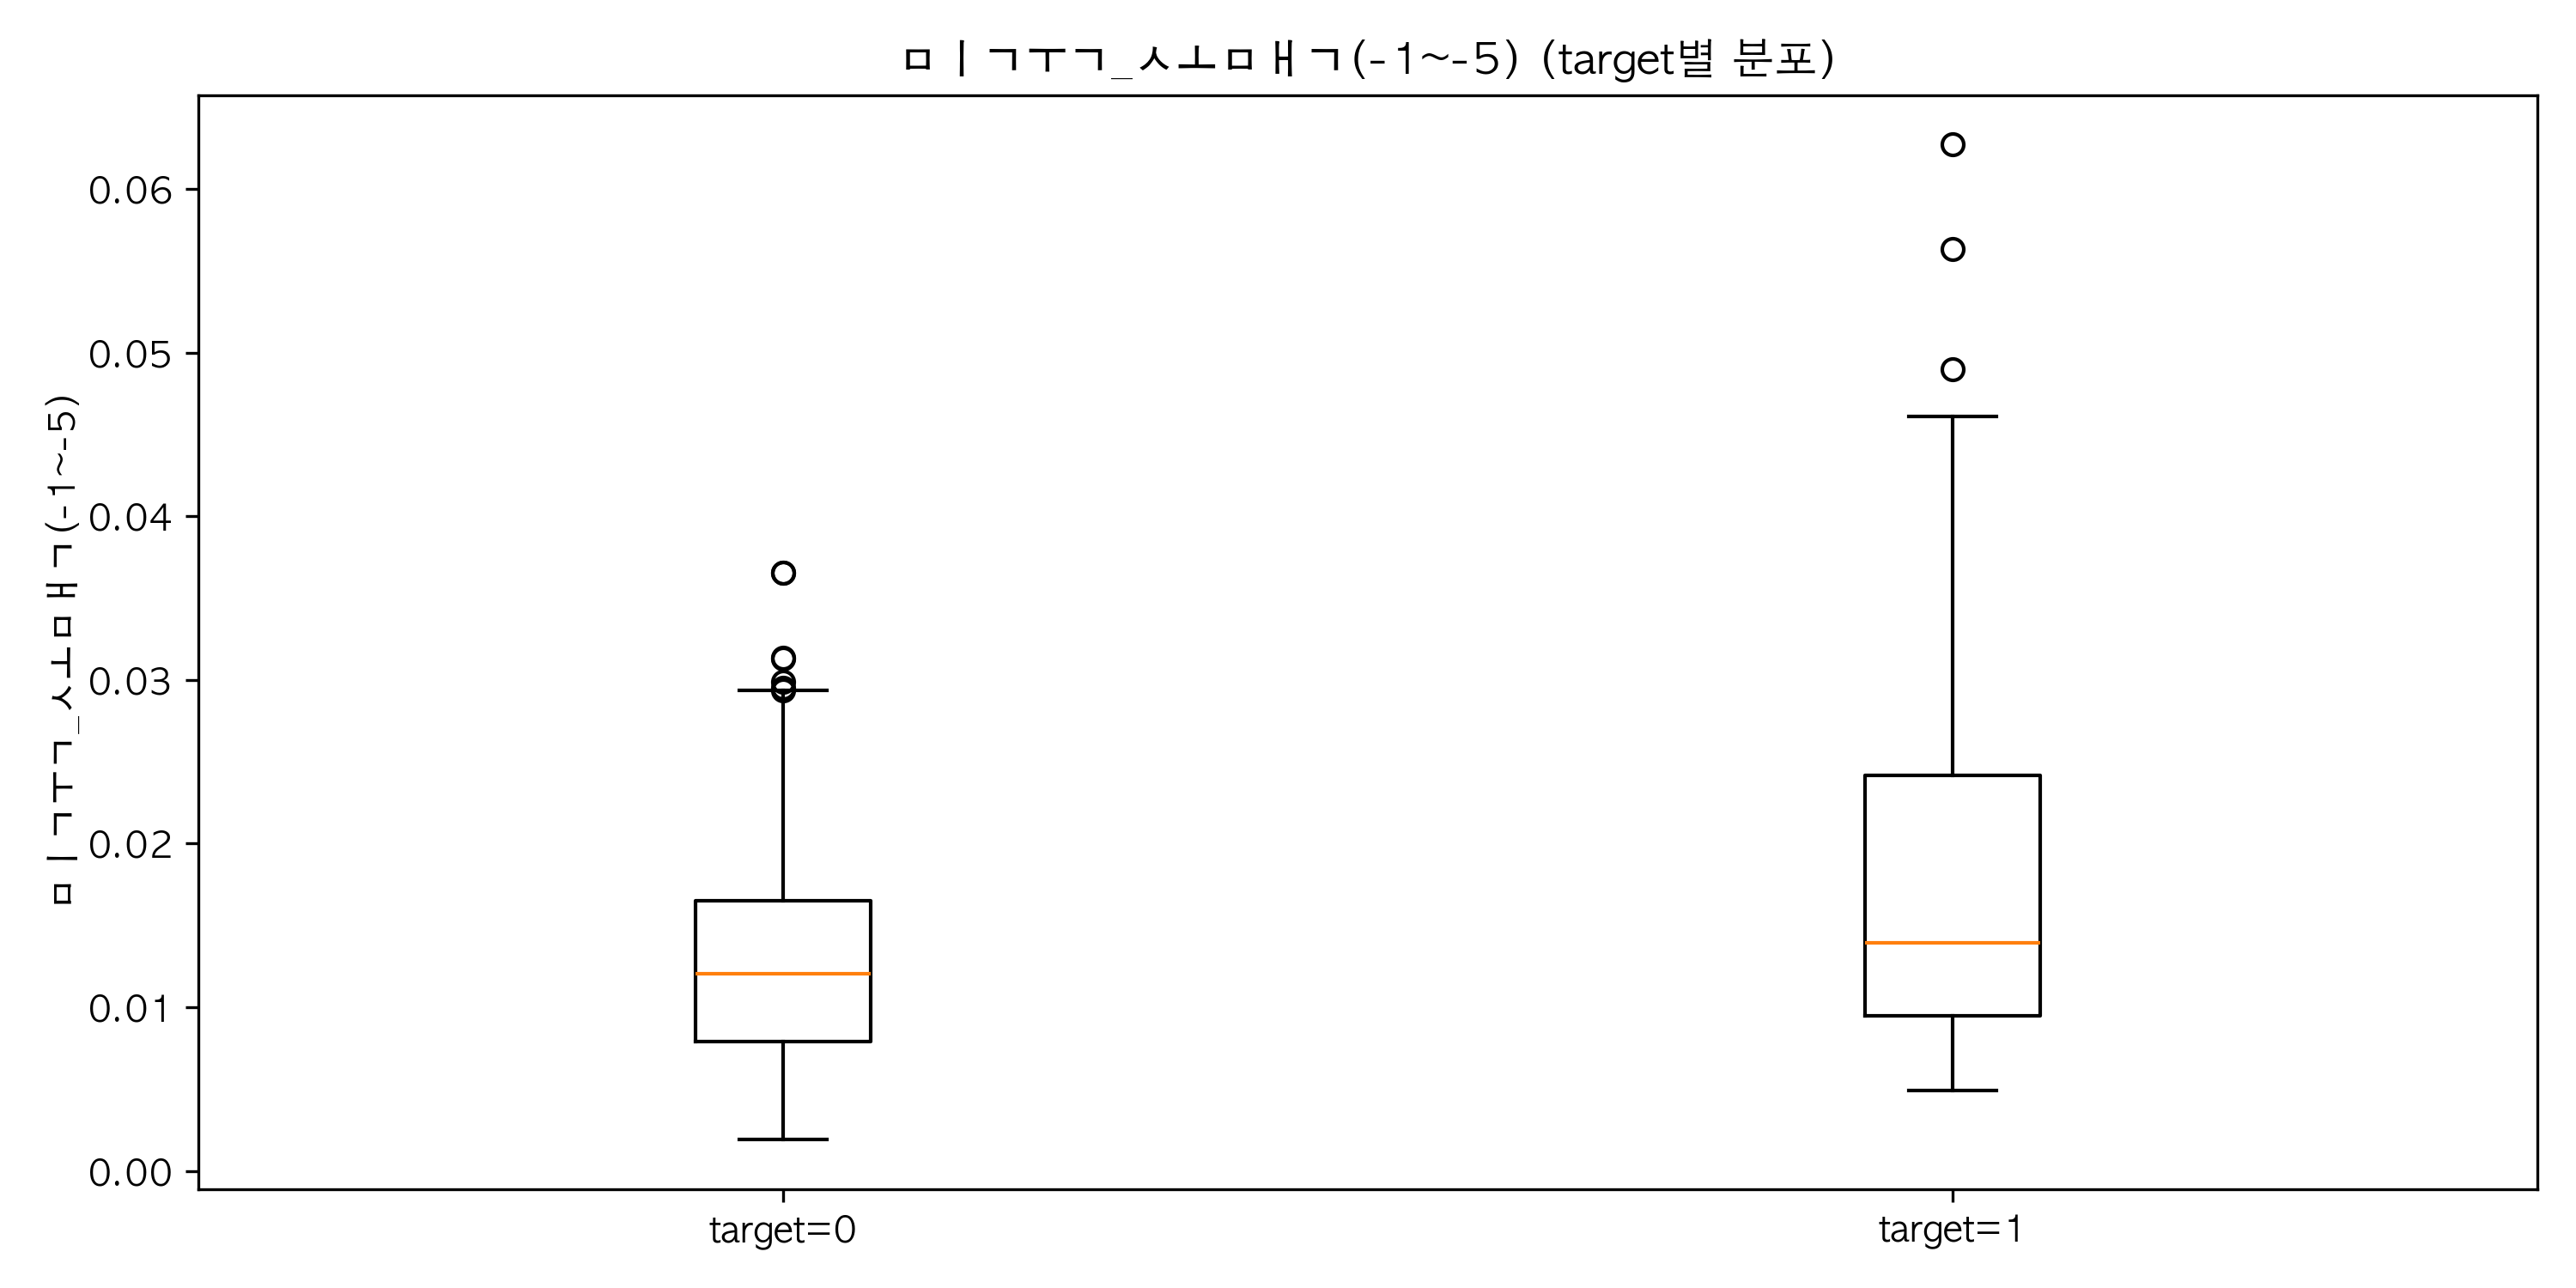 ㅁㅣㄱㅜㄱ_ㅅㅗㅁㅐㄱ(-1~-5) (target별 분포)
ㅁㅣㄱㅜㄱ_ㅅㅗㅁㅐㄱ(-1~-5)
0.06
0.05
0.04
0.03
0.02
0.01
0.00
target=0
target=1